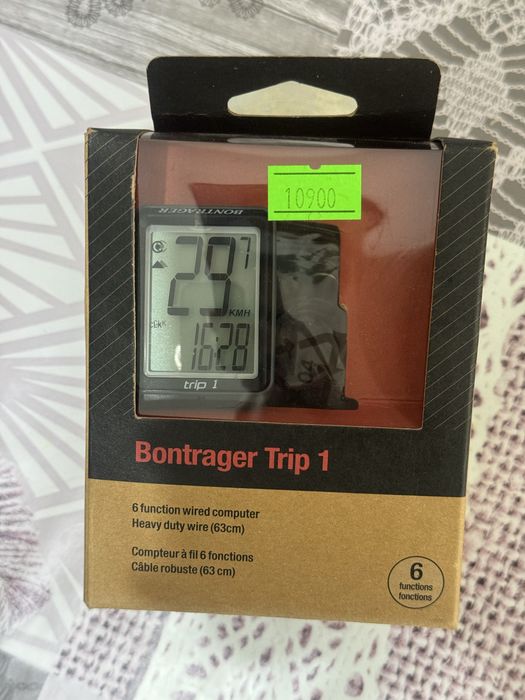 10900
BONTRAGER
29 7
KMH
16:28
trip 1
Bontrager Trip 1
6 function wired computer
Heavy duty wire (63cm)
Compteur à fil 6 fonctions
Câble robuste (63 cm)
6
functions
fonctions